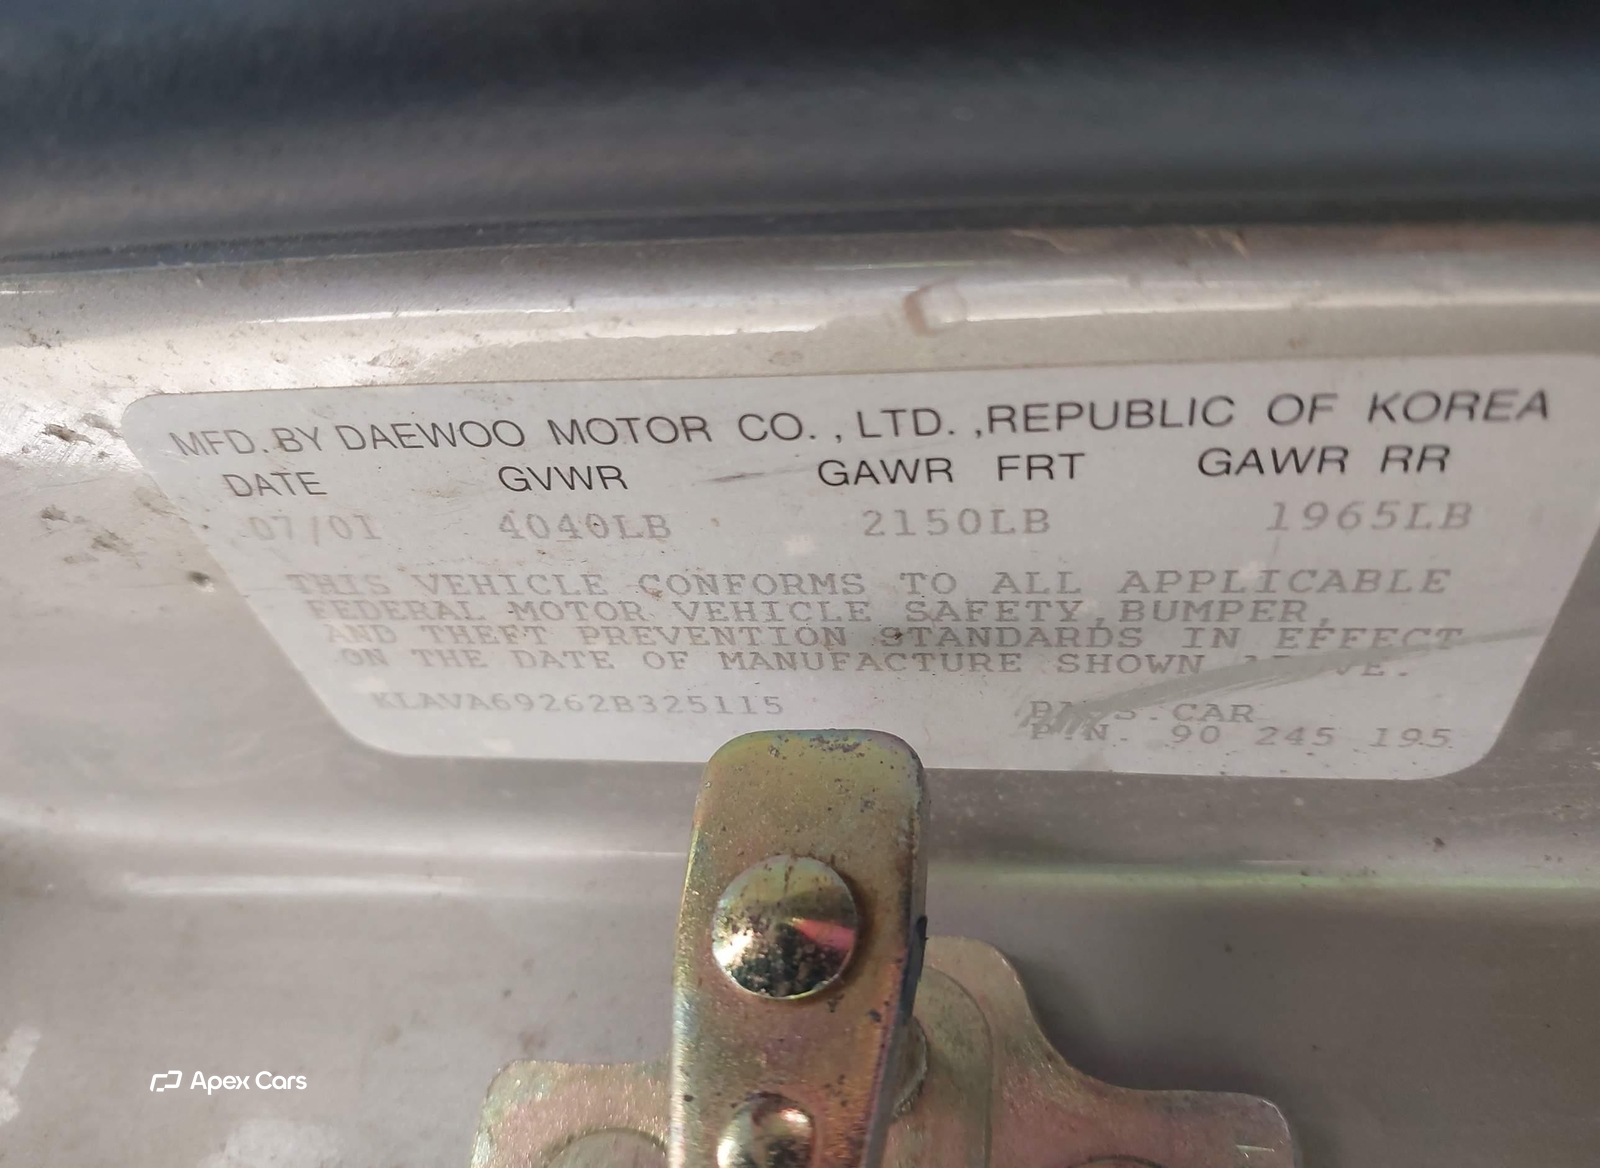 MFD. BY DAEWOO MOTOR CO. , LTD. ,REPUBLIC OF KOREA
DATE GVWR GAWR FRT GAWR RR
07/01 4040LB 2150LB 1965LB
THIS VEHICLE CONFORMS TO ALL APPLICABLE
FEDERAL MOTOR VEHICLE SAFETY,BUMPER,
AND THEFT PREVENTION STANDARDS IN EFFECT
ON THE DATE OF MANUFACTURE SHOWN
KLAVA69262B325115
CAR
P.N. 90 245 195
Apex Cars